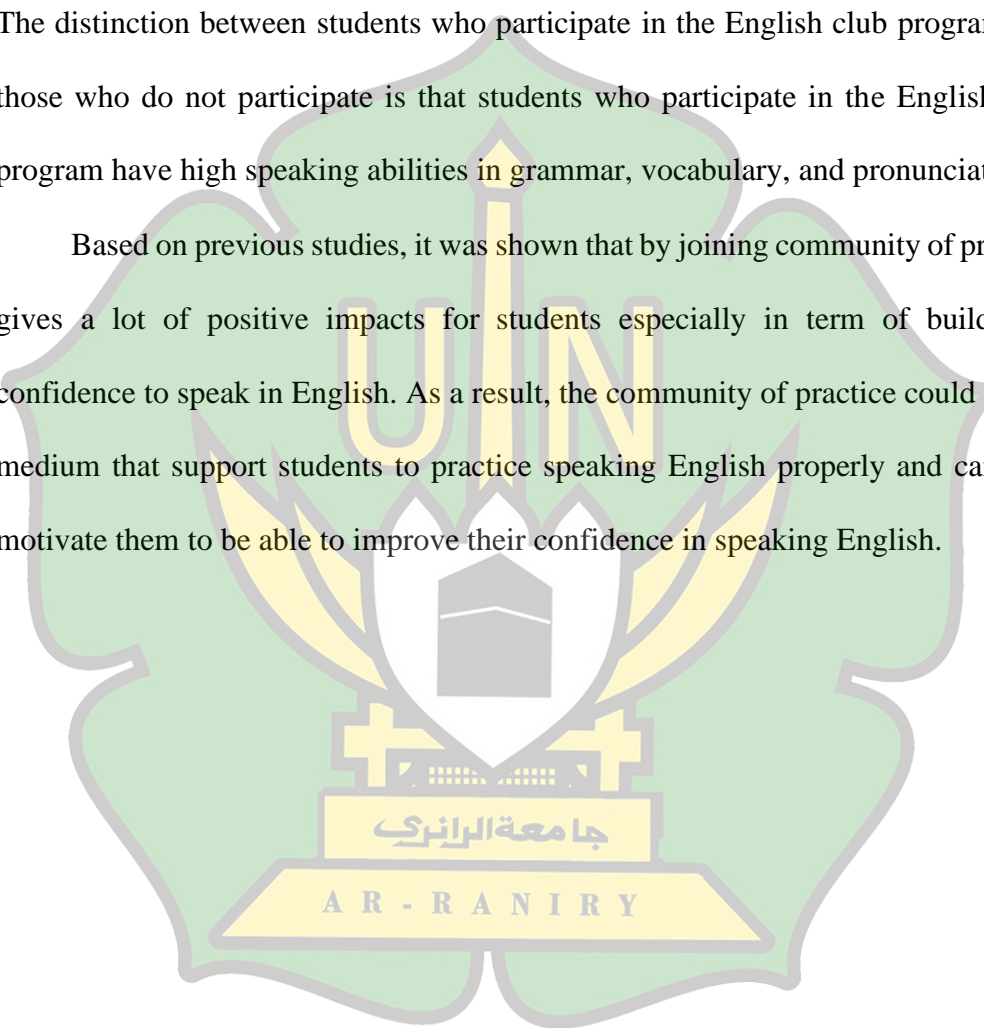 The distinction between students who participate in the English club program
those who do not participate is that students who participate in the English
program have high speaking abilities in grammar, vocabulary, and pronunciat
Based on previous studies, it was shown that by joining community of pr
gives a lot of positive impacts for students especially in term of build
confidence to speak in English. As a result, the community of practice could
medium that support students to practice speaking English properly and ca
motivate them to be able to improve their confidence in speaking English.
UIN
جامعة الرانري
AR-RANIRY